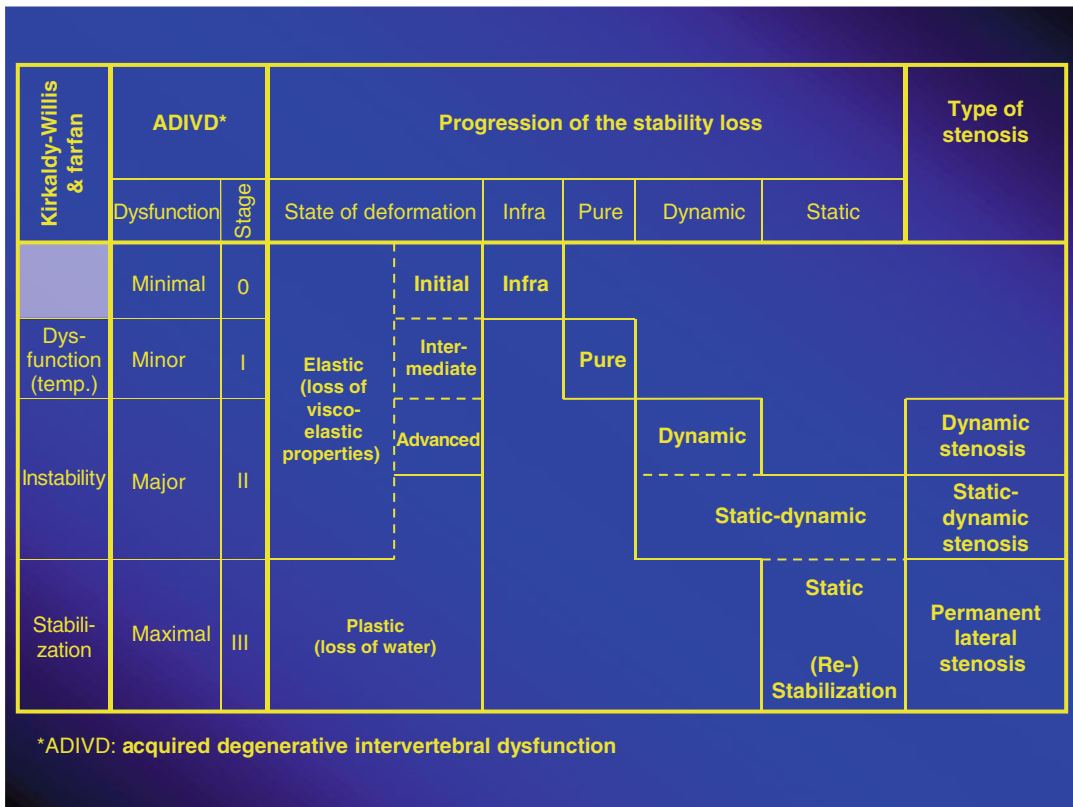 Kirkaldy-Willis
& farfan
ADIVD*
Progression of the stability loss
Type of
stenosis
Dysfunction
Stage
State of deformation
Infra
Pure
Dynamic
Static
Minimal
0
Initial
Infra
Dys-
function
(temp.)
Minor
I
Elastic
(loss of
visco-
elastic
properties)
Inter-
mediate
Pure
Instability
Major
II
Advanced
Dynamic
Dynamic
stenosis
Static-dynamic
Static-
dynamic
stenosis
Stabili-
zation
Maximal
III
Plastic
(loss of water)
Static
(Re-)
Stabilization
Permanent
lateral
stenosis
*ADIVD: acquired degenerative intervertebral dysfunction